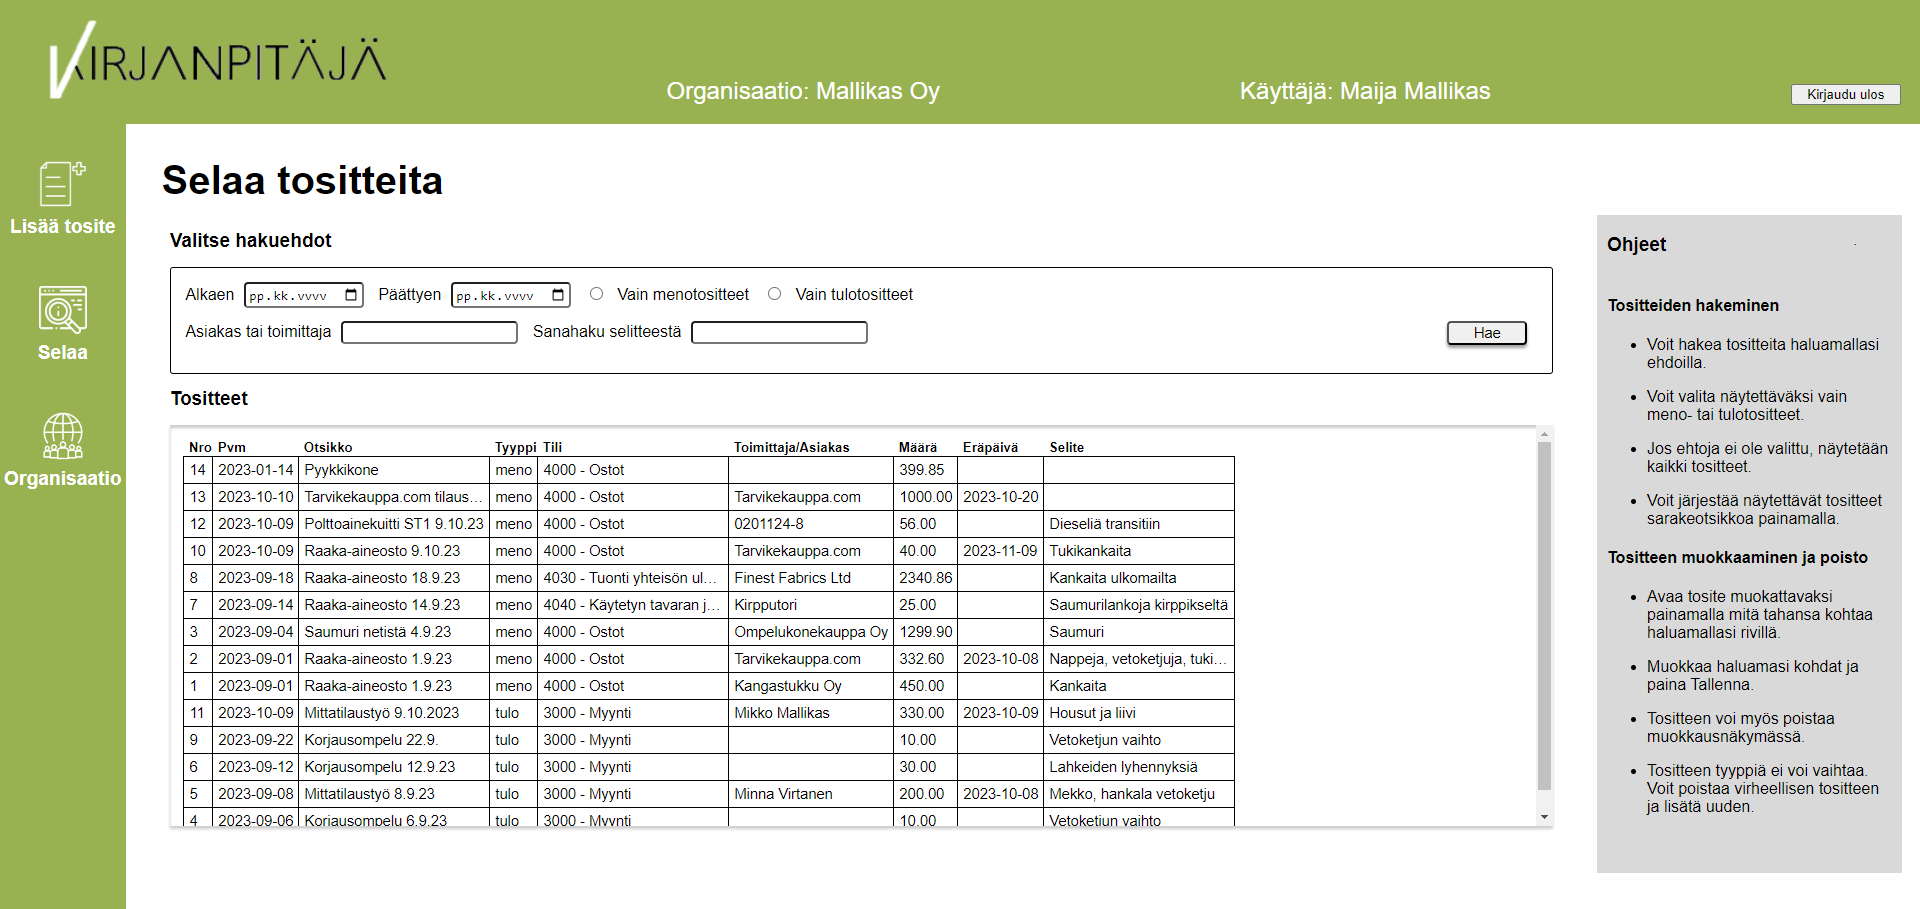 KIRJANPITÄJÄ
Organisaatio: Mallikas Oy
Käyttäjä: Maija Mallikas
Kirjaudu ulos
Lisää tosite
Selaa
Organisaatio
Selaa tositteita
Valitse hakuehdot
Alkaen pp.kk.vvvv Päättyen pp.kk.vvvv Vain menotositteet Vain tulotositteet
Asiakas tai toimittaja Sanahaku selitteestä Hae
Tositteet
Nro Pvm Otsikko Tyyppi Tili Toimittaja/Asiakas Määrä Eräpäivä Selite
14 2023-01-14 Pyykkikone meno 4000 - Ostot 399.85
13 2023-10-10 Tarvikekauppa.com tilaus… meno 4000 - Ostot Tarvikekauppa.com 1000.00 2023-10-20
12 2023-10-09 Polttoainekuitti ST1 9.10.23 meno 4000 - Ostot 0201124-8 56.00 Dieseliä transitiin
10 2023-10-09 Raaka-aineosto 9.10.23 meno 4000 - Ostot Tarvikekauppa.com 40.00 2023-11-09 Tukikankaita
8 2023-09-18 Raaka-aineosto 18.9.23 meno 4030 - Tuonti yhteisön ul… Finest Fabrics Ltd 2340.86 Kankaita ulkomailta
7 2023-09-14 Raaka-aineosto 14.9.23 meno 4040 - Käytetyn tavaran j… Kirpputori 25.00 Saumurilankoja kirppikseltä
3 2023-09-04 Saumuri netistä 4.9.23 meno 4000 - Ostot Ompelukonekauppa Oy 1299.90 Saumuri
2 2023-09-01 Raaka-aineosto 1.9.23 meno 4000 - Ostot Tarvikekauppa.com 332.60 2023-10-08 Nappeja, vetoketjuja, tuki…
1 2023-09-01 Raaka-aineosto 1.9.23 meno 4000 - Ostot Kangastukku Oy 450.00 Kankaita
11 2023-10-09 Mittatilaustyö 9.10.2023 tulo 3000 - Myynti Mikko Mallikas 330.00 2023-10-09 Housut ja liivi
9 2023-09-22 Korjausompelu 22.9. tulo 3000 - Myynti 10.00 Vetoketjun vaihto
6 2023-09-12 Korjausompelu 12.9.23 tulo 3000 - Myynti 30.00 Lahkeiden lyhennyksiä
5 2023-09-08 Mittatilaustyö 8.9.23 tulo 3000 - Myynti Minna Virtanen 200.00 2023-10-08 Mekko, hankala vetoketju
4 2023-09-06 Korjausompelu 6.9.23 tulo 3000 - Myynti 10.00 Vetoketjun vaihto
Ohjeet
Tositteiden hakeminen
• Voit hakea tositteita haluamallasi
ehdoilla.
• Voit valita näytettäväksi vain
meno- tai tulotositteet.
• Jos ehtoja ei ole valittu, näytetään
kaikki tositteet.
• Voit järjestää näytettävät tositteet
sarakeotsikkoa painamalla.
Tositteen muokkaaminen ja poisto
• Avaa tosite muokattavaksi
painamalla mitä tahansa kohtaa
haluamallasi rivillä.
• Muokkaa haluamasi kohdat ja
paina Tallenna.
• Tositteen voi myös poistaa
muokkausnäkymässä.
• Tositteen tyyppiä ei voi vaihtaa.
Voit poistaa virheellisen tositteen
ja lisätä uuden.